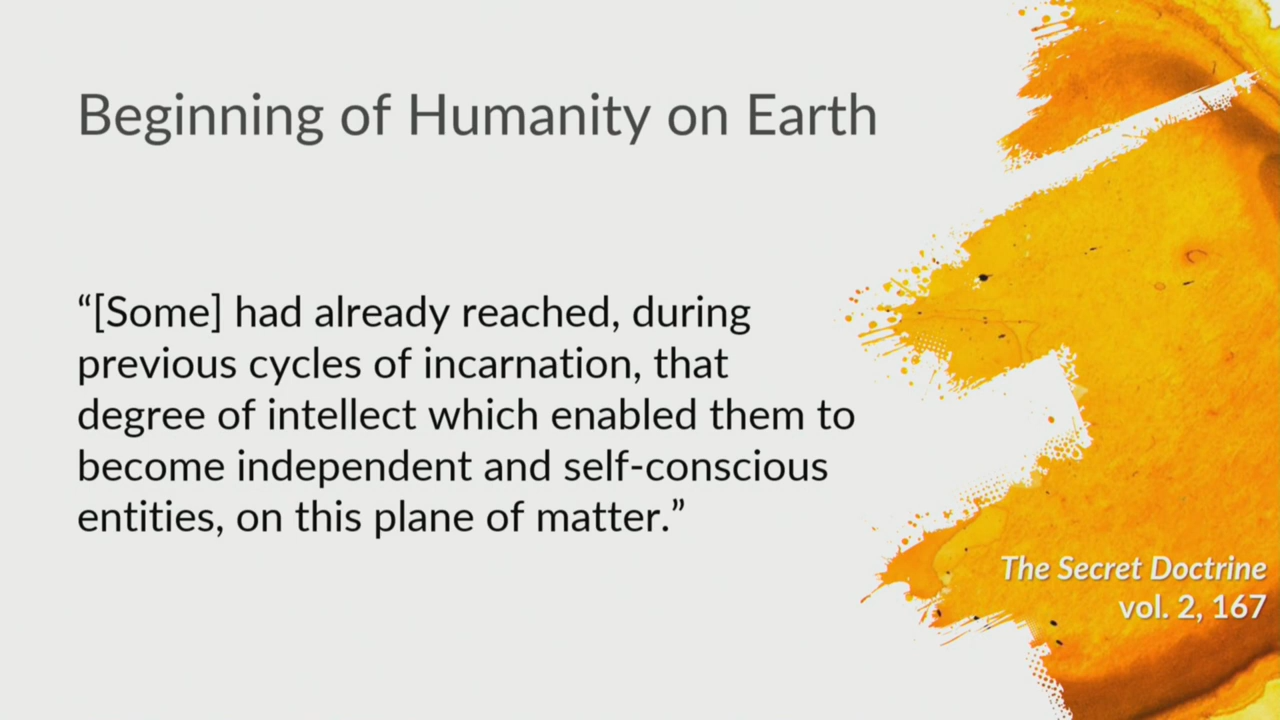 Beginning of Humanity on Earth
“[Some] had already reached, during
previous cycles of incarnation, that
degree of intellect which enabled them to
become independent and self-conscious
entities, on this plane of matter.”
The Secret Doctrine
vol. 2, 167